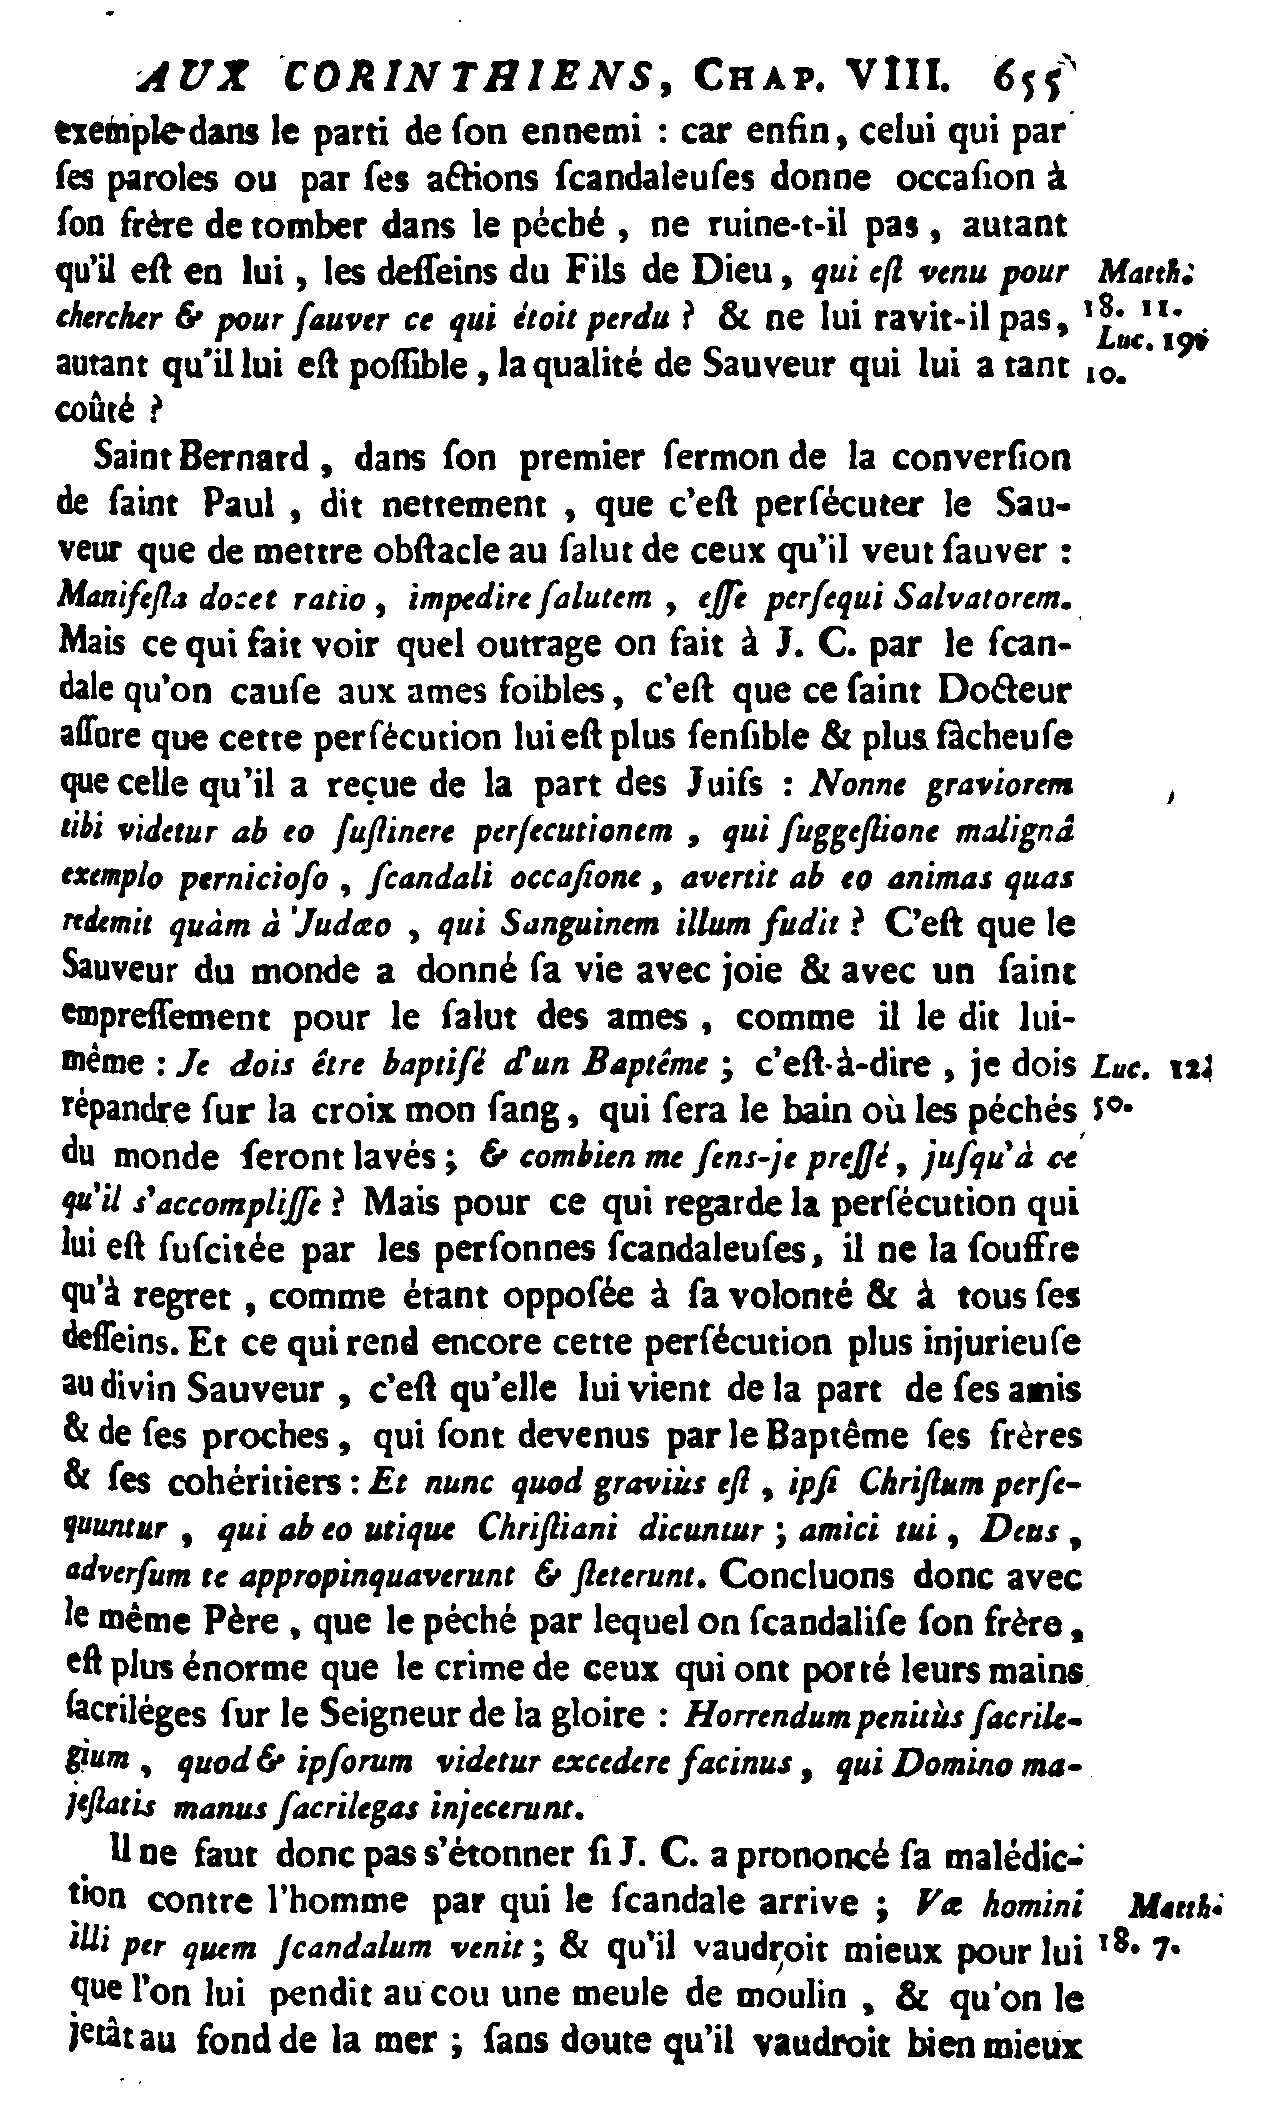 AUX CORINTHIENS, CHAP. VIII. 655
exemple dans le parti de ſon ennemi : car enfin, celui qui par
ſes paroles ou par ſes actions ſcandaleuſes donne occaſion à
ſon frère de tomber dans le péché, ne ruine-t-il pas, autant
qu'il eſt en lui, les deſſeins du Fils de Dieu, qui eſt venu pour
Matth.
chercher & pour ſauver ce qui étoit perdu ? & ne lui ravit-il pas,
18. 11.
Luc. 19.
autant qu'il lui eſt poſſible, la qualité de Sauveur qui lui a tant
10.
coûté ?
Saint Bernard, dans ſon premier ſermon de la converſion
de ſaint Paul, dit nettement, que c'eſt perſécuter le Sau-
veur que de mettre obſtacle au ſalut de ceux qu'il veut ſauver :
Manifeſta docet ratio, impedire ſalutem, eſſe perſequi Salvatorem.
Mais ce qui fait voir quel outrage on fait à J. C. par le ſcan-
dale qu'on cauſe aux ames foibles, c'eſt que ce ſaint Docteur
aſſure que cette perſécution lui eſt plus ſenſible & plus fâcheuſe
que celle qu'il a reçue de la part des Juifs : Nonne graviorem
tibi videtur ab eo ſuſtinere perſecutionem, qui ſuggeſtione malignâ
exemplo pernicioſo, ſcandali occaſione, avertit ab eo animas quas
redemit quàm à Judæo, qui Sanguinem illum fudit ? C'eſt que le
Sauveur du monde a donné ſa vie avec joie & avec un ſaint
empreſſement pour le ſalut des ames, comme il le dit lui-
même : Je dois être baptiſé d'un Baptême ; c'eſt-à-dire, je dois
Luc. 12.
répandre ſur la croix mon ſang, qui ſera le bain où les péchés
50.
du monde ſeront lavés ; & combien me ſens-je preſſé, juſqu'à ce
qu'il s'accompliſſe ? Mais pour ce qui regarde la perſécution qui
lui eſt ſuſcitée par les perſonnes ſcandaleuſes, il ne la ſouffre
qu'à regret, comme étant oppoſée à ſa volonté & à tous ſes
deſſeins. Et ce qui rend encore cette perſécution plus injurieuſe
au divin Sauveur, c'eſt qu'elle lui vient de la part de ſes amis
& de ſes proches, qui ſont devenus par le Baptême ſes frères
& ſes cohéritiers : Et nunc quod graviùs eſt, ipſi Chriſtum perſe-
quuntur, qui ab eo utique Chriſtiani dicuntur ; amici tui, Deus,
adverſum te appropinquaverunt & ſteterunt. Concluons donc avec
le même Père, que le péché par lequel on ſcandaliſe ſon frère,
eſt plus énorme que le crime de ceux qui ont porté leurs mains
ſacriléges ſur le Seigneur de la gloire : Horrendum penitùs ſacrile-
gium, quod & ipſorum videtur excedere facinus, qui Domino ma-
jeſtatis manus ſacrilegas injecerunt.
Il ne faut donc pas s'étonner ſi J. C. a prononcé ſa malédic-
tion contre l'homme par qui le ſcandale arrive ; Væ homini
Matth.
illi per quem ſcandalum venit ; & qu'il vaudroit mieux pour lui
18. 7.
que l'on lui pendit au cou une meule de moulin, & qu'on le
jetât au fond de la mer ; ſans doute qu'il vaudroit bien mieux